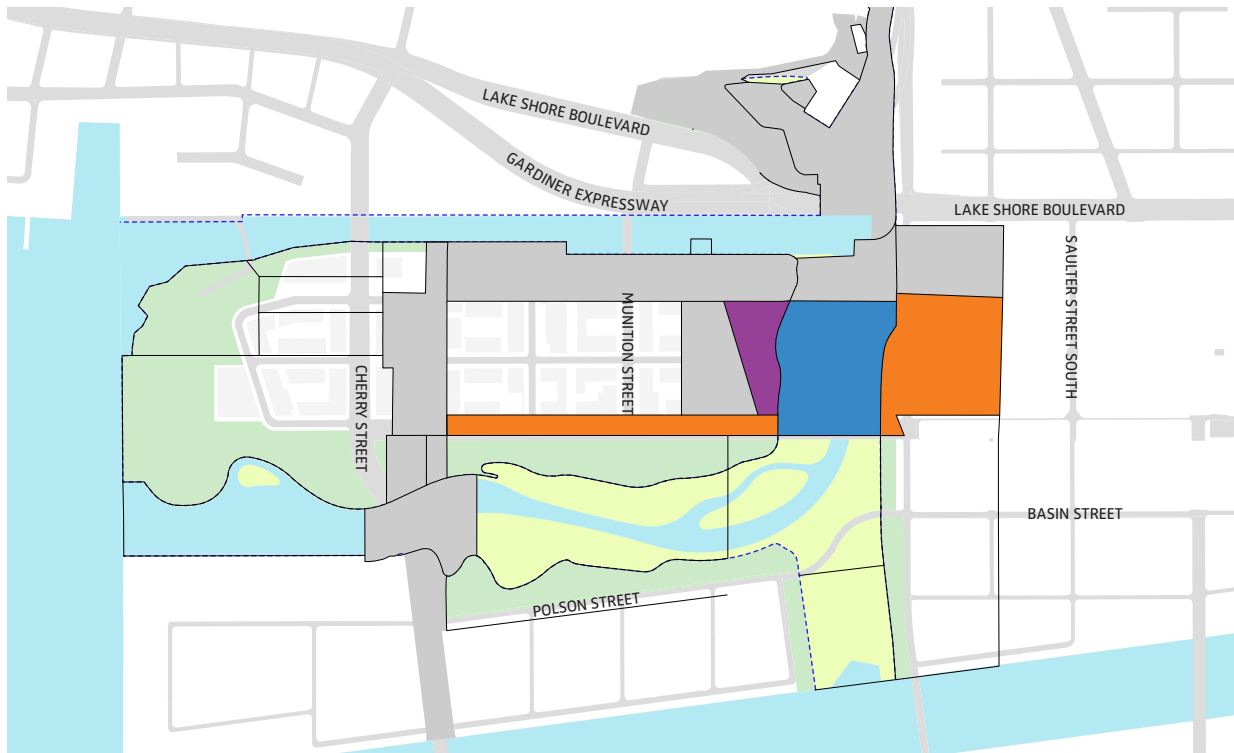 LAKE SHORE BOULEVARD
GARDINER EXPRESSWAY
LAKE SHORE BOULEVARD
SAULTER STREET SOUTH
MUNITION STREET
CHERRY STREET
BASIN STREET
POLSON STREET